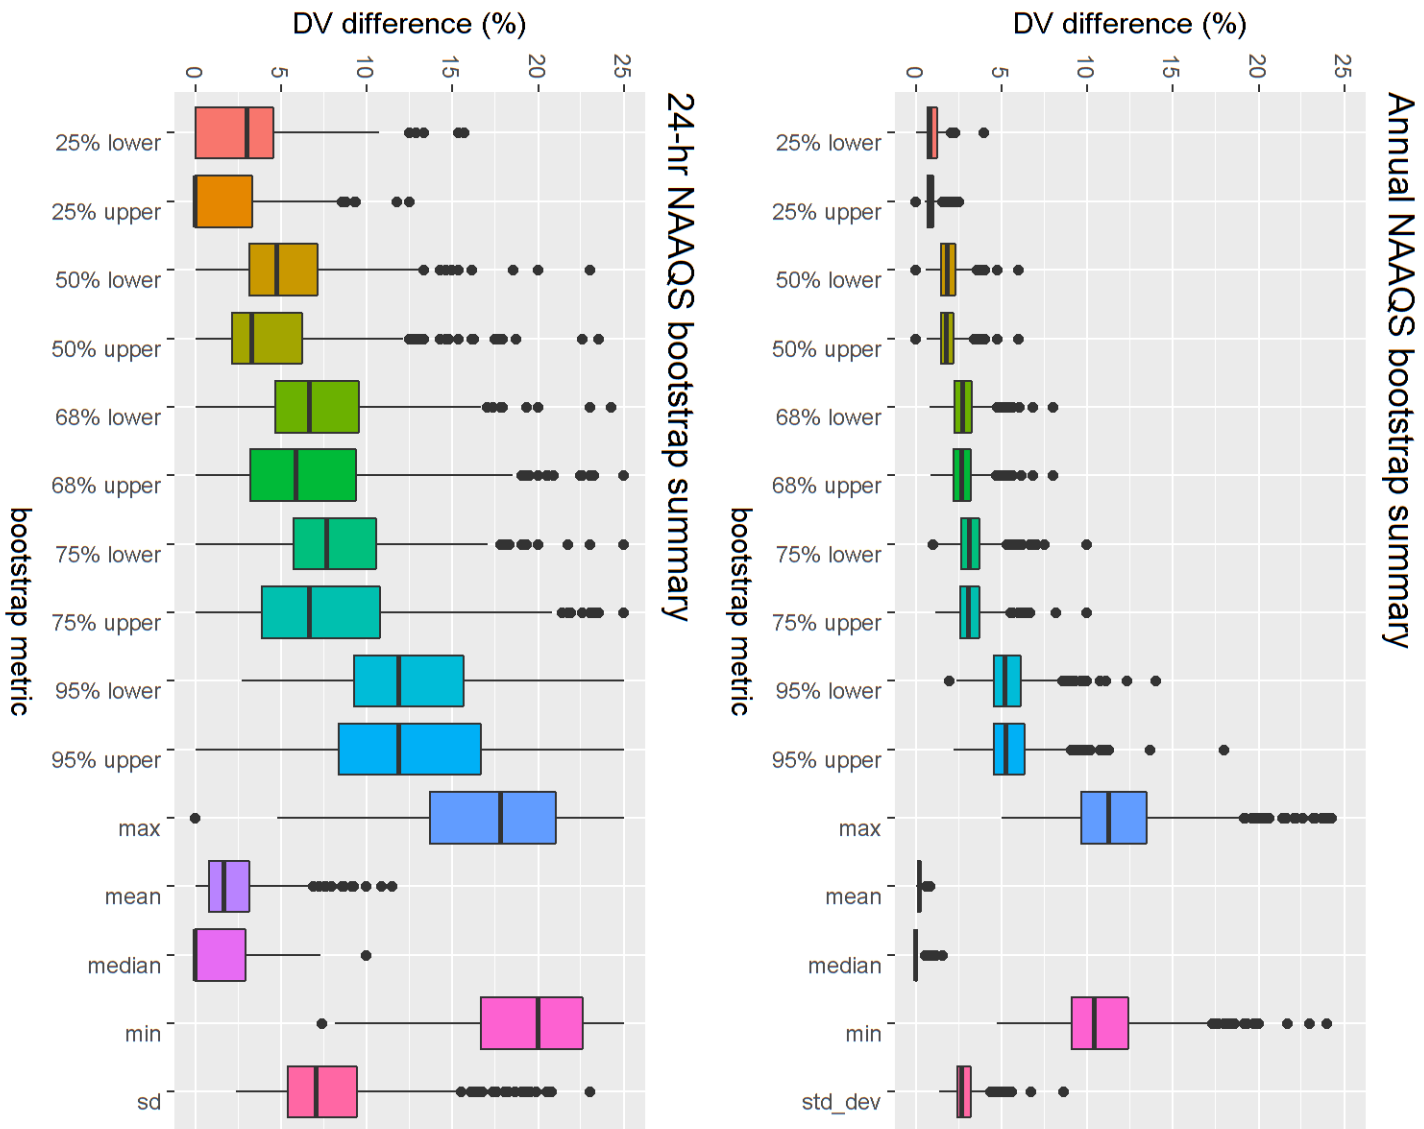 Annual NAAQS bootstrap summary
DV difference (%)
0
5
10
15
20
25
25% lower
25% upper
50% lower
50% upper
68% lower
68% upper
75% lower
75% upper
95% lower
95% upper
max
mean
median
min
std_dev
bootstrap metric
24-hr NAAQS bootstrap summary
DV difference (%)
0
5
10
15
20
25
25% lower
25% upper
50% lower
50% upper
68% lower
68% upper
75% lower
75% upper
95% lower
95% upper
max
mean
median
min
sd
bootstrap metric